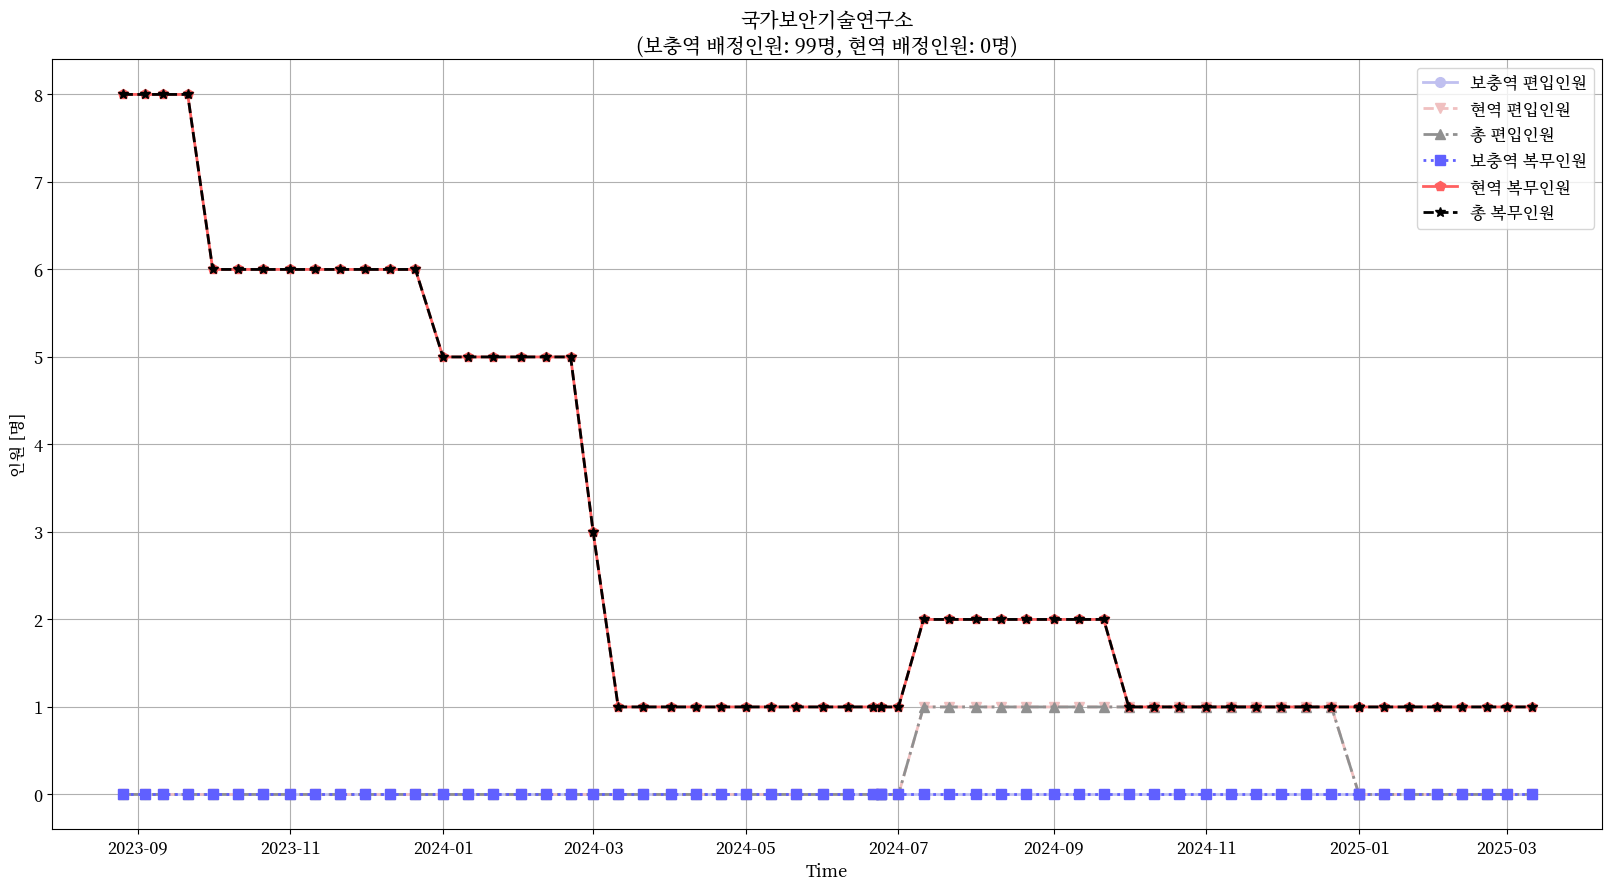 국가보안기술연구소
(보충역 배정인원: 99명, 현역 배정인원: 0명)
보충역 편입인원
현역 편입인원
총 편입인원
보충역 복무인원
현역 복무인원
총 복무인원
인원 [명]
8
7
6
5
4
3
2
1
0
2023-09
2023-11
2024-01
2024-03
2024-05
2024-07
2024-09
2024-11
2025-01
2025-03
Time